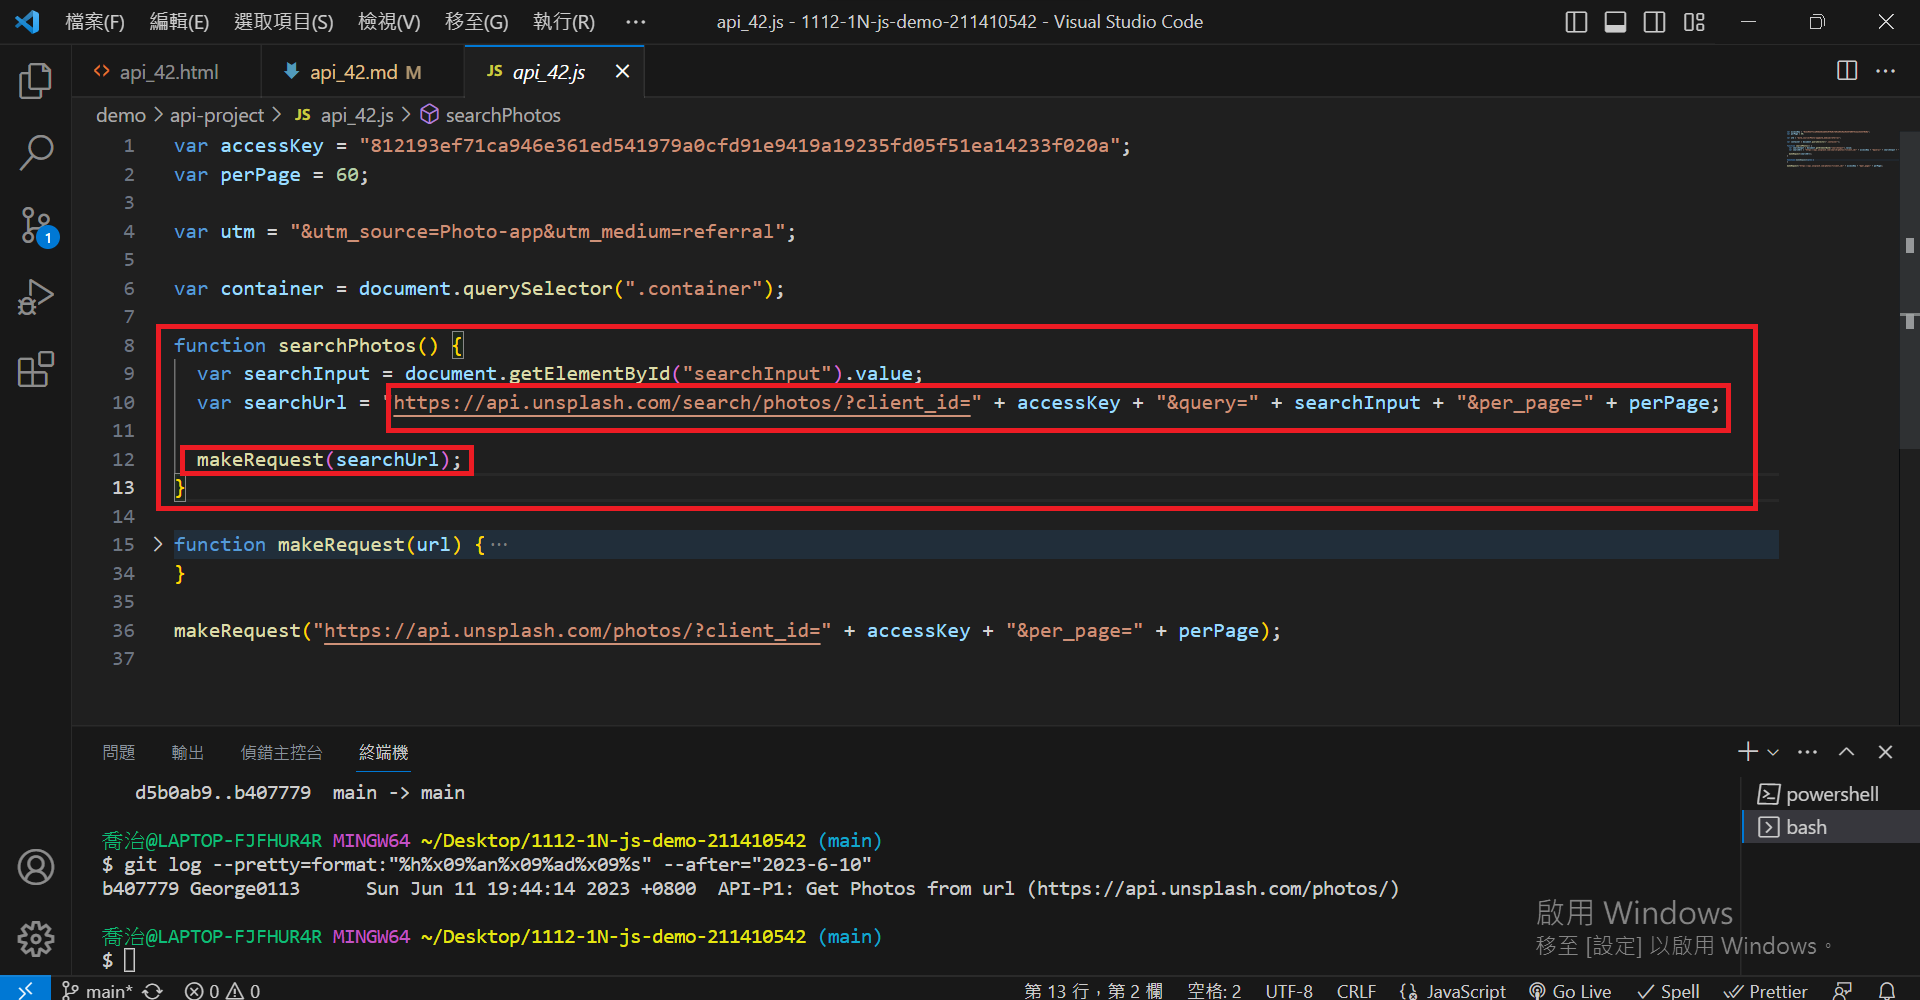 檔案(F) 編輯(E) 選取項目(S) 檢視(V) 移至(G) 執行(R) ··· api_42.js - 1112-1N-js-demo-211410542 - Visual Studio Code
api_42.html api_42.md M JS api_42.js
demo > api-project > JS api_42.js > searchPhotos
1 var accessKey = "812193ef71ca946e361ed541979a0cfd91e9419a19235fd05f51ea14233f020a";
2 var perPage = 60;
3
4 var utm = "&utm_source=Photo-app&utm_medium=referral";
5
6 var container = document.querySelector(".container");
7
8 function searchPhotos() {
9 var searchInput = document.getElementById("searchInput").value;
10 var searchUrl = "https://api.unsplash.com/search/photos/?client_id=" + accessKey + "&query=" + searchInput + "&per_page=" + perPage;
11
12 makeRequest(searchUrl);
13 }
14
15 function makeRequest(url) { ···
34 }
35
36 makeRequest("https://api.unsplash.com/photos/?client_id=" + accessKey + "&per_page=" + perPage);
37
1
問題 輸出 偵錯主控台 終端機
d5b0ab9..b407779 main -> main
喬治@LAPTOP-FJFHUR4R MINGW64 ~/Desktop/1112-1N-js-demo-211410542 (main)
$ git log --pretty=format:"%h%x09%an%x09%ad%x09%s" --after="2023-6-10"
b407779 George0113 Sun Jun 11 19:44:14 2023 +0800 API-P1: Get Photos from url (https://api.unsplash.com/photos/)
喬治@LAPTOP-FJFHUR4R MINGW64 ~/Desktop/1112-1N-js-demo-211410542 (main)
$
powershell
bash
啟用 Windows
移至 [設定] 以啟用 Windows。
main* 0 0 第 13 行，第 2 欄 空格: 2 UTF-8 CRLF JavaScript Go Live Spell Prettier